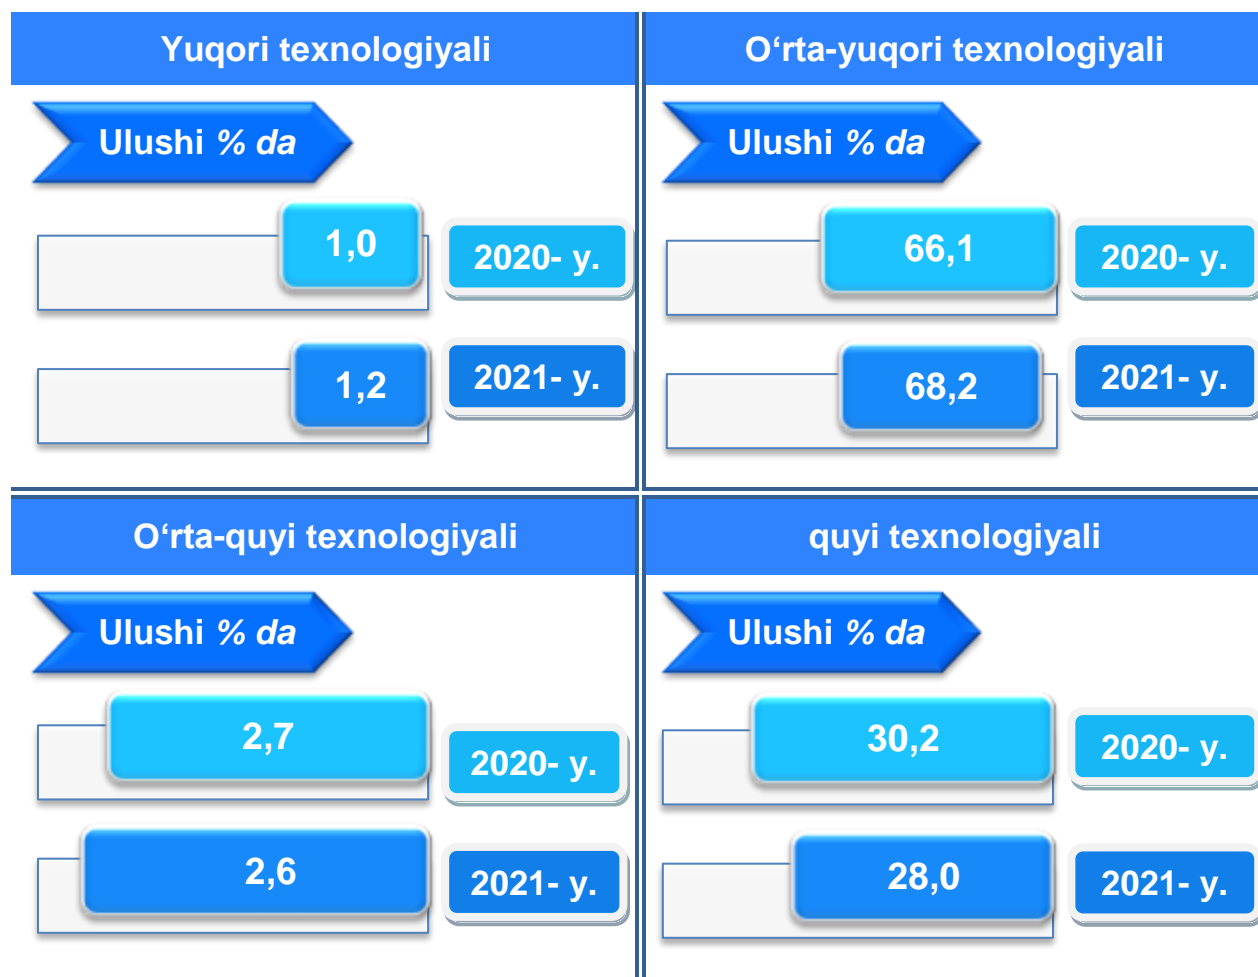 Yuqori texnologiyali
Ulushi % da
1,0
2020- y.
1,2
2021- y.
O‘rta-yuqori texnologiyali
Ulushi % da
66,1
2020- y.
68,2
2021- y.
O‘rta-quyi texnologiyali
Ulushi % da
2,7
2020- y.
2,6
2021- y.
quyi texnologiyali
Ulushi % da
30,2
2020- y.
28,0
2021- y.